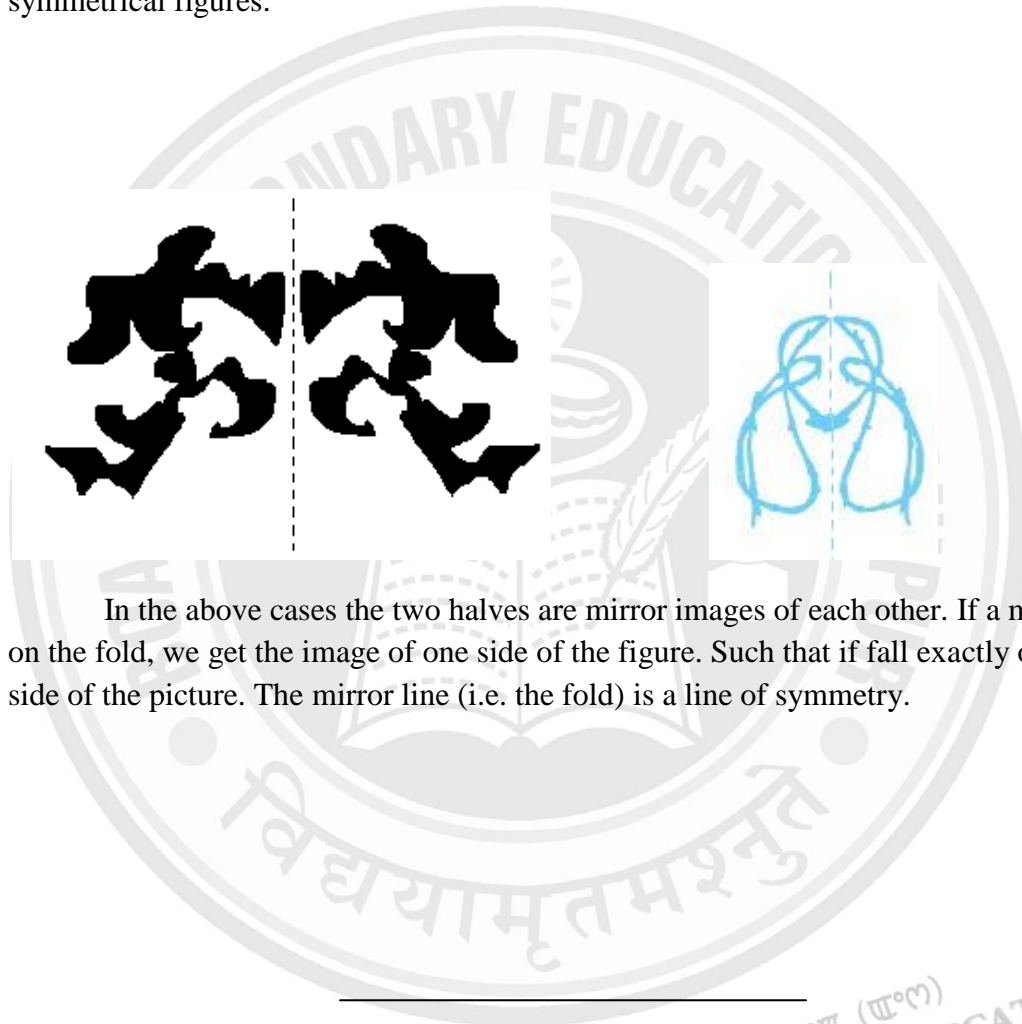 symmetrical figures.
In the above cases the two halves are mirror images of each other. If a m
on the fold, we get the image of one side of the figure. Such that if fall exactly o
side of the picture. The mirror line (i.e. the fold) is a line of symmetry.
विद्ययामृतमश्नुते